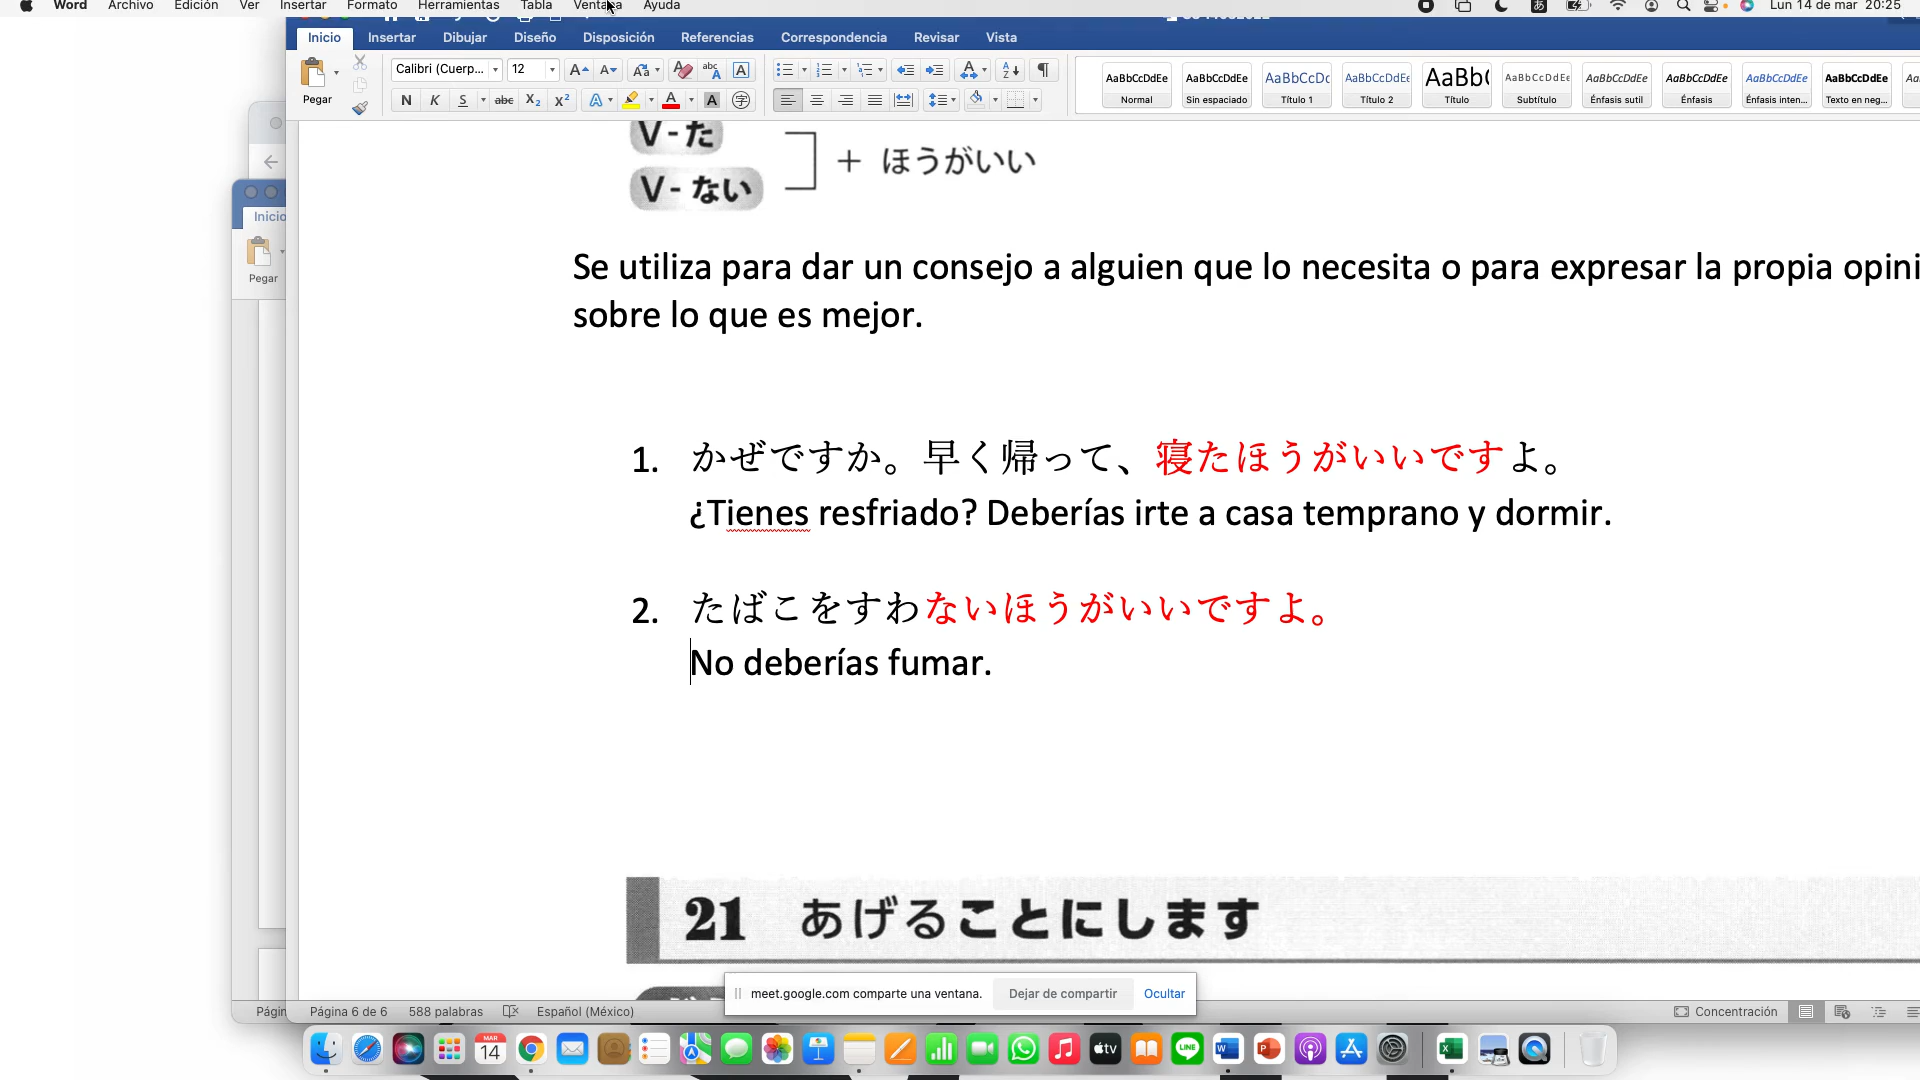 Word Archivo Edición Ver Insertar Formato Herramientas Tabla Ventana Ayuda
Lun 14 de mar 20:25
Inicio Insertar Dibujar Diseño Disposición Referencias Correspondencia Revisar Vista
Pegar
Calibri (Cuerp... 12
N K S abc X₂ X²
AaBbCcDdEe AaBbCcDdEe AaBbCcDc AaBbCcDdEe AaBb( AaBbCcDdEe AaBbCcDdEe AaBbCcDdEe AaBbCcDdEe AaBbCcDdEe
Normal Sin espaciado Título 1 Título 2 Título Subtítulo Énfasis sutil Énfasis Énfasis inten... Texto en neg...
Inicio
Pegar
V-た
V-ない
+ ほうがいい
Se utiliza para dar un consejo a alguien que lo necesita o para expresar la propia opini
sobre lo que es mejor.
1. かぜですか。早く帰って、寝たほうがいいですよ。
¿Tienes resfriado? Deberías irte a casa temprano y dormir.
2. たばこをすわないほうがいいですよ。
No deberías fumar.
21 あげることにします
meet.google.com comparte una ventana. Dejar de compartir Ocultar
Págin
Página 6 de 6 588 palabras Español (México) Concentración
MAR
14
tv
LINE